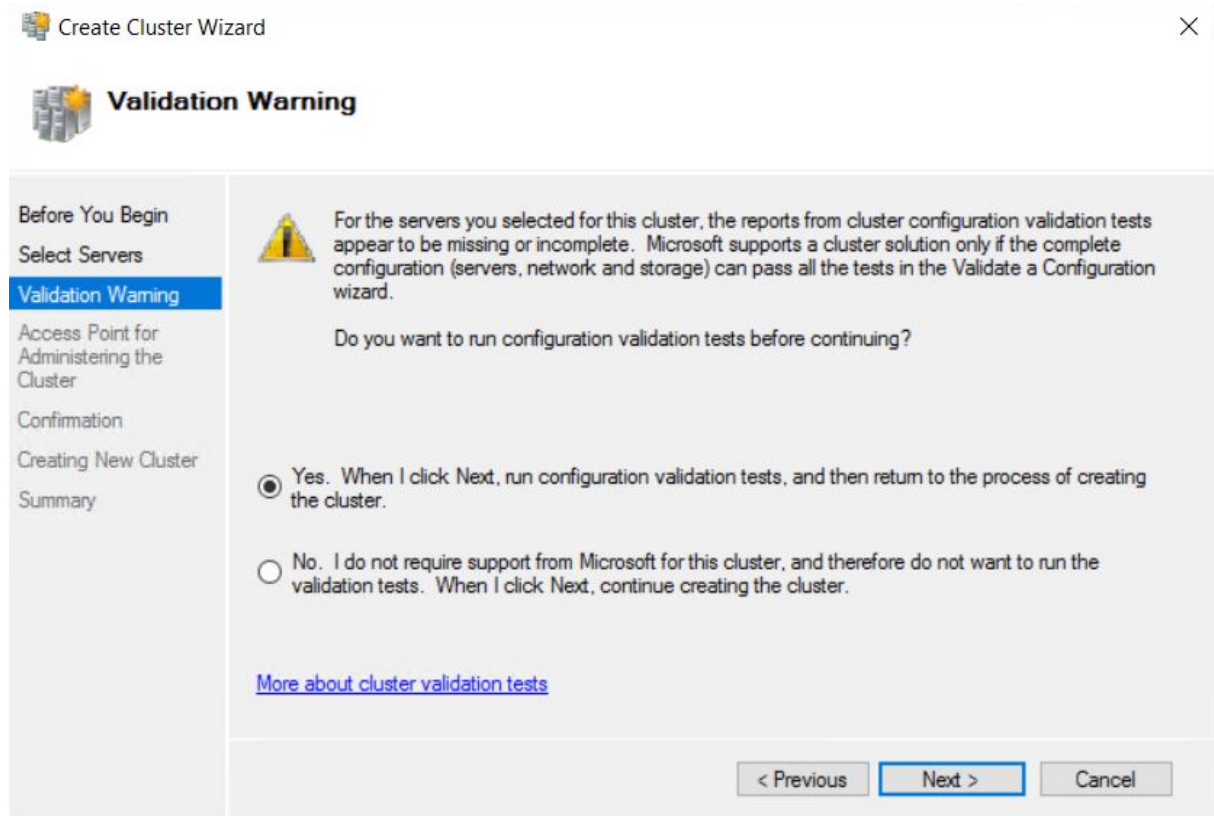 Create Cluster Wizard
Validation Warning
Before You Begin
Select Servers
Validation Warning
Access Point for
Administering the
Cluster
Confirmation
Creating New Cluster
Summary
For the servers you selected for this cluster, the reports from cluster configuration validation tests
appear to be missing or incomplete.  Microsoft supports a cluster solution only if the complete
configuration (servers, network and storage) can pass all the tests in the Validate a Configuration
wizard.
Do you want to run configuration validation tests before continuing?
Yes.  When I click Next, run configuration validation tests, and then return to the process of creating
the cluster.
No.  I do not require support from Microsoft for this cluster, and therefore do not want to run the
validation tests.  When I click Next, continue creating the cluster.
More about cluster validation tests
< Previous
Next >
Cancel